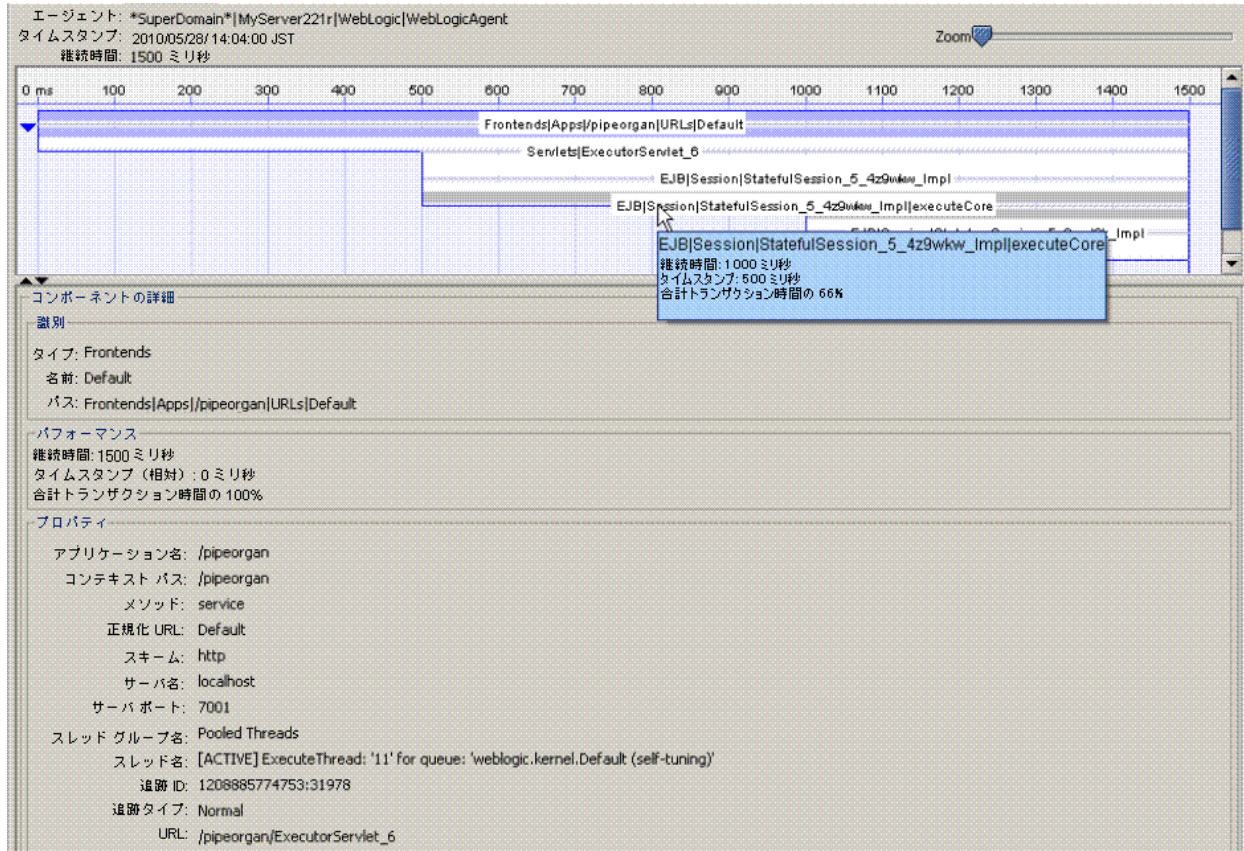 エージェント: *SuperDomain*|MyServer221r|WebLogic|WebLogicAgent
タイムスタンプ: 2010/05/28/ 14:04:00 JST
Zoom
継続時間: 1500 ミリ秒
0 ms 100 200 300 400 500 600 700 800 900 1000 1100 1200 1300 1400 1500
Frontends|Apps|/pipeorgan|URLs|Default
Servlets|ExecutorServlet_6
EJB|Session|StatefulSession_5_4z9wkw_Impl
EJB|Session|StatefulSession_5_4z9wkw_Impl|executeCore
_Impl
EJB|Session|StatefulSession_5_4z9wkw_Impl|executeCore
継続時間: 1000 ミリ秒
タイムスタンプ: 500 ミリ秒
合計トランザクション時間の 66%
コンポーネントの詳細
識別
タイプ: Frontends
名前: Default
パス: Frontends|Apps|/pipeorgan|URLs|Default
パフォーマンス
継続時間: 1500 ミリ秒
タイムスタンプ（相対）: 0 ミリ秒
合計トランザクション時間の 100%
プロパティ
アプリケーション名: /pipeorgan
コンテキスト パス: /pipeorgan
メソッド: service
正規化 URL: Default
スキーム: http
サーバ名: localhost
サーバ ポート: 7001
スレッド グループ名: Pooled Threads
スレッド名: [ACTIVE] ExecuteThread: '11' for queue: 'weblogic.kernel.Default (self-tuning)'
追跡 ID: 1208885774753:31978
追跡タイプ: Normal
URL: /pipeorgan/ExecutorServlet_6